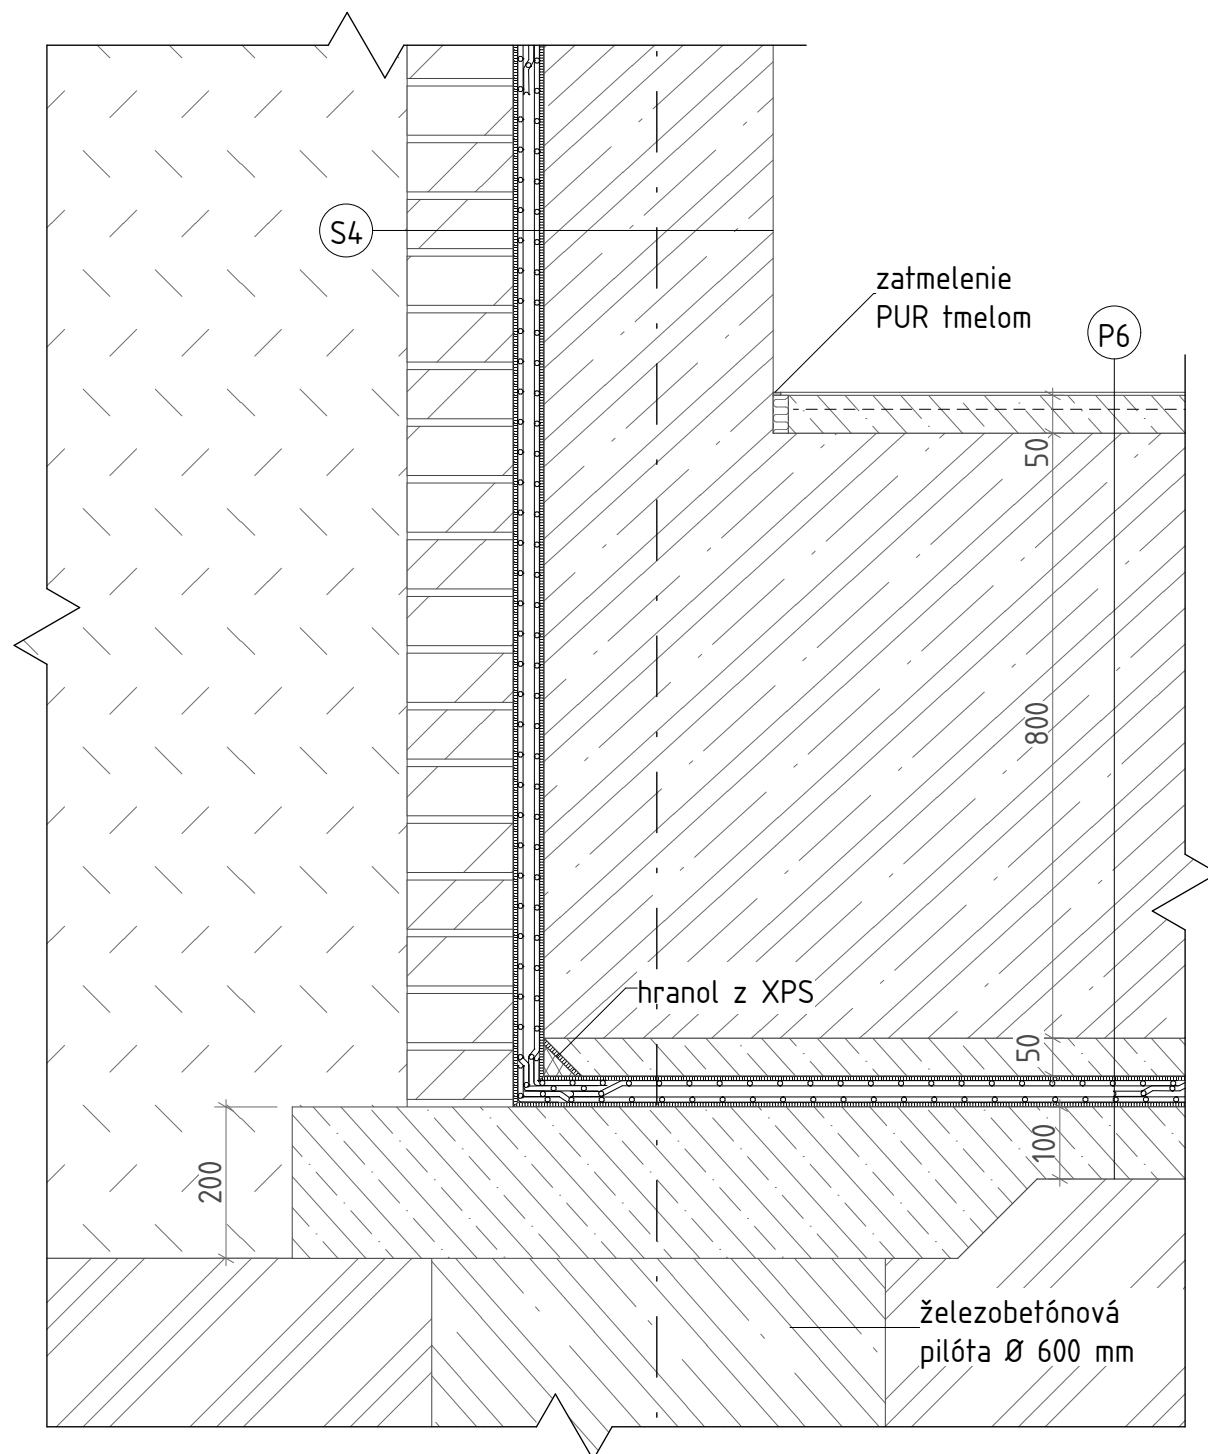 S4
zatmelenie
PUR tmelom
P6
50
800
hranol z XPS
50
100
200
železobetónová
pilóta Ø 600 mm